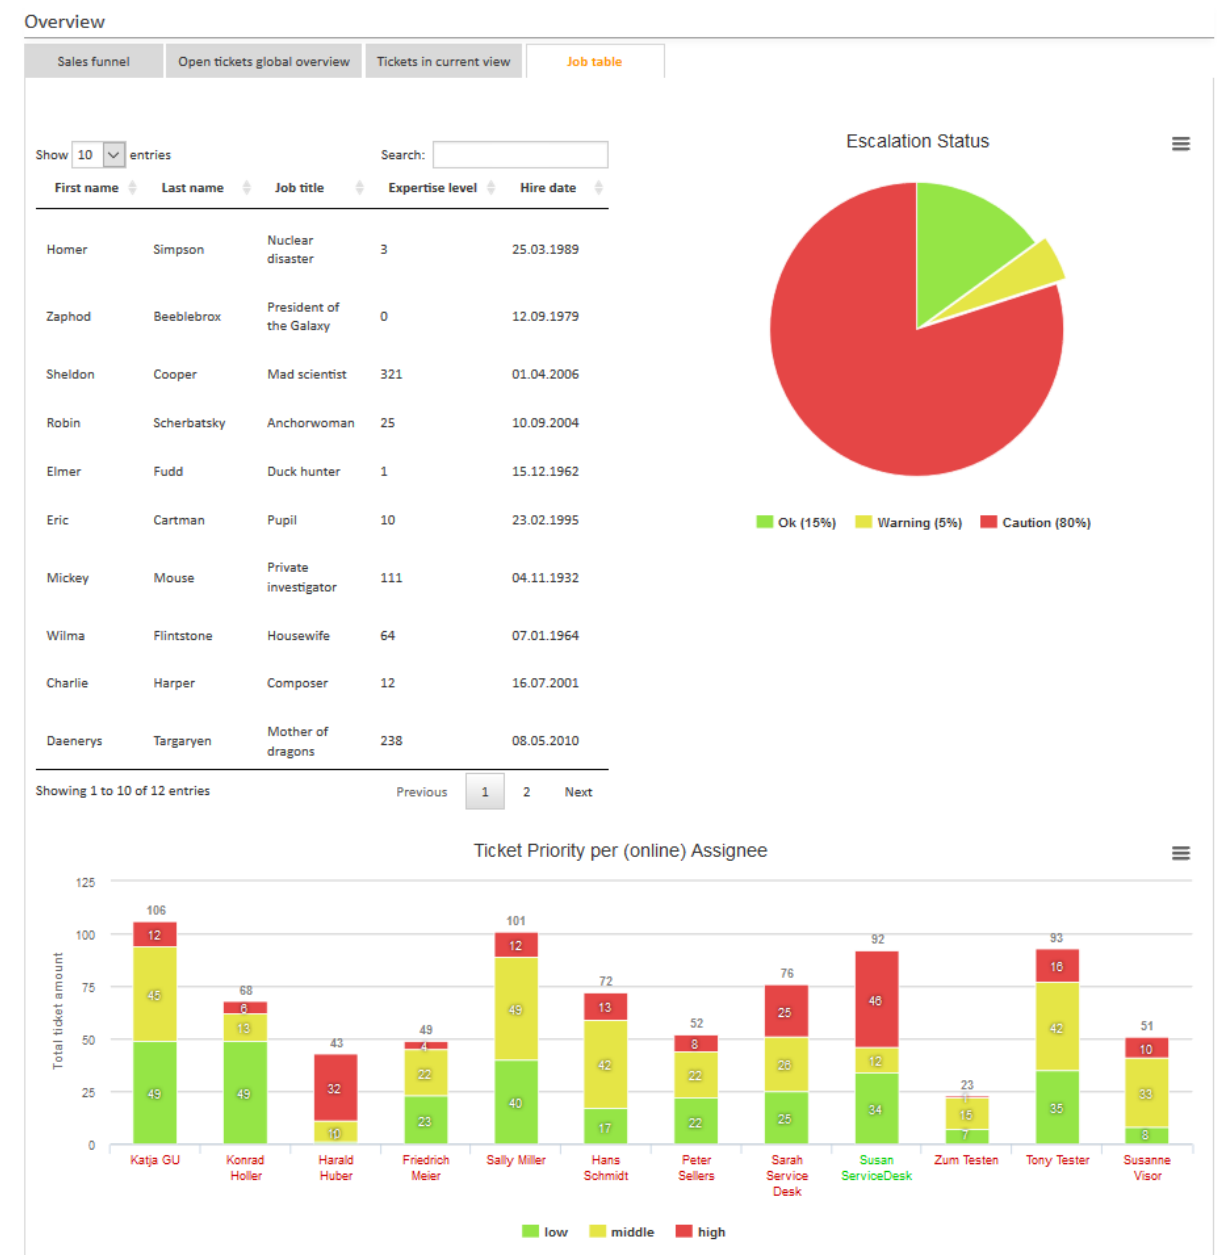 Overview
Sales funnel Open tickets global overview Tickets in current view Job table
Show 10 entries Search:
First name Last name Job title Expertise level Hire date
Homer Simpson Nuclear disaster 3 25.03.1989
Zaphod Beeblebrox President of the Galaxy 0 12.09.1979
Sheldon Cooper Mad scientist 321 01.04.2006
Robin Scherbatsky Anchorwoman 25 10.09.2004
Elmer Fudd Duck hunter 1 15.12.1962
Eric Cartman Pupil 10 23.02.1995
Mickey Mouse Private investigator 111 04.11.1932
Wilma Flintstone Housewife 64 07.01.1964
Charlie Harper Composer 12 16.07.2001
Daenerys Targaryen Mother of dragons 238 08.05.2010
Showing 1 to 10 of 12 entries Previous 1 2 Next
Escalation Status
Ok (15%) Warning (5%) Caution (80%)
Ticket Priority per (online) Assignee
Total ticket amount
125
100
75
50
25
0
106 12 45 49
68 6 13 49
43 32 10
49 4 22 23
101 12 49 40
72 13 42 17
52 8 22 22
76 25 26 25
92 46 12 34
23 15 7
93 16 42 35
51 10 33 8
Katja GU
Konrad Holler
Harald Huber
Friedrich Meier
Sally Miller
Hans Schmidt
Peter Sellers
Sarah Service Desk
Susan ServiceDesk
Zum Testen
Tony Tester
Susanne Visor
low middle high